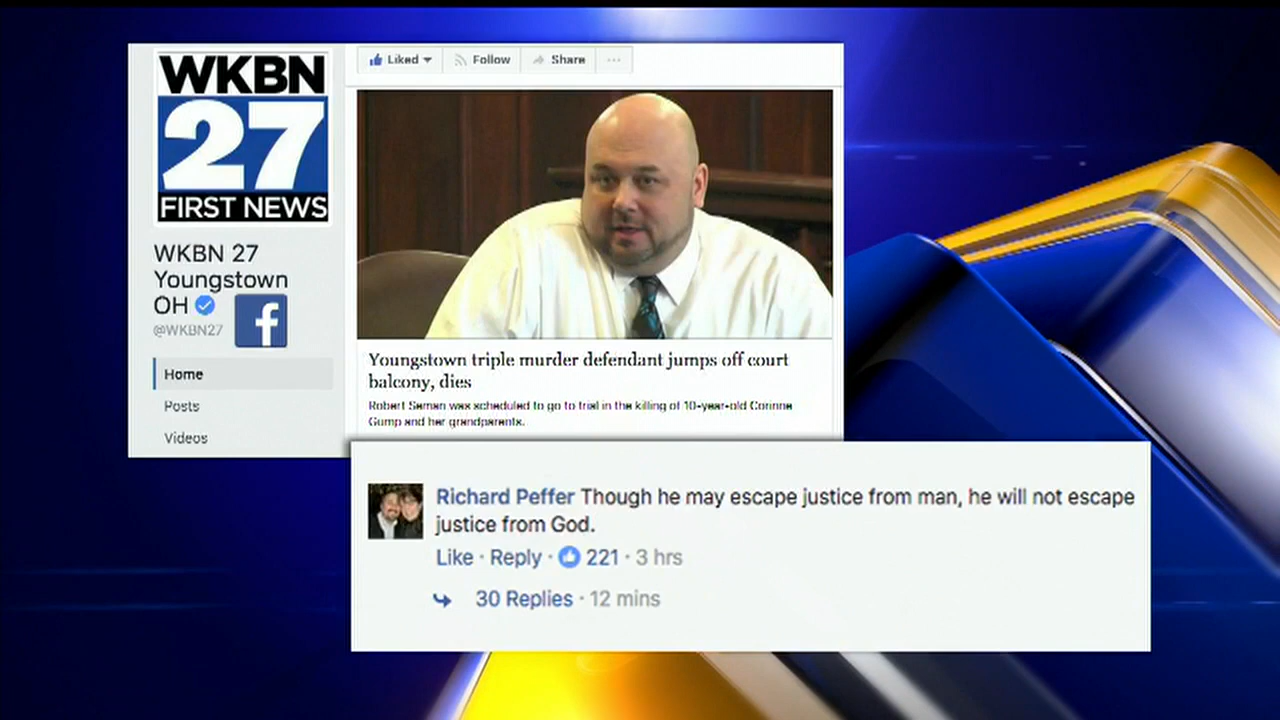 WKBN
27
FIRST NEWS
WKBN 27
Youngstown
OH
@WKBN27
f
Home
Posts
Videos
Liked
Follow
Share
...
Youngstown triple murder defendant jumps off court
balcony, dies
Robert Seman was scheduled to go to trial in the killing of 10-year-old Corinne
Gump and her grandparents.
Richard Peffer Though he may escape justice from man, he will not escape
justice from God.
Like · Reply · 221 · 3 hrs
30 Replies · 12 mins